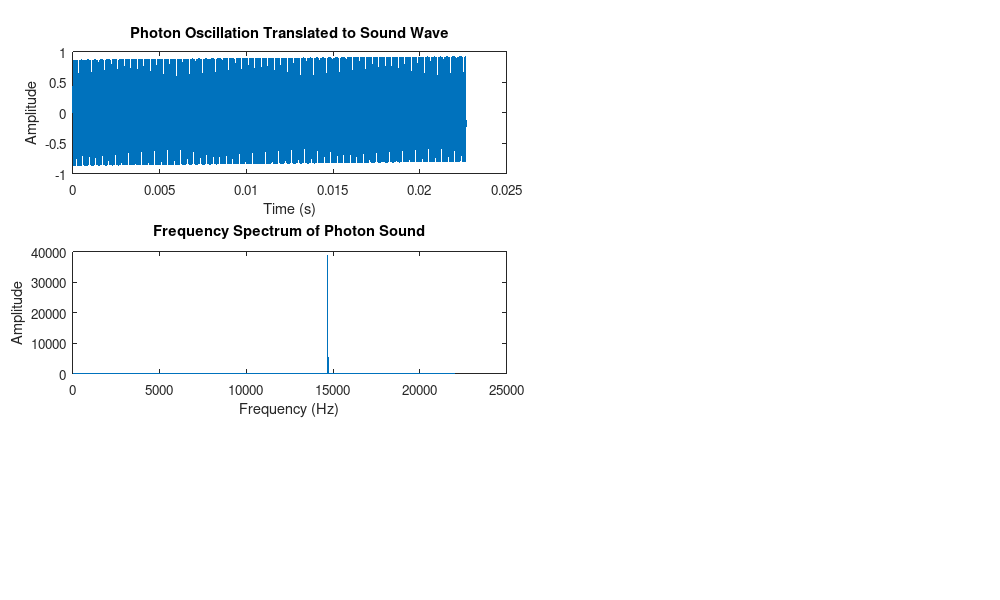 Photon Oscillation Translated to Sound Wave
1
0.5
0
-0.5
-1
Amplitude
0 0.005 0.01 0.015 0.02 0.025
Time (s)
Frequency Spectrum of Photon Sound
40000
30000
20000
10000
0
Amplitude
0 5000 10000 15000 20000 25000
Frequency (Hz)